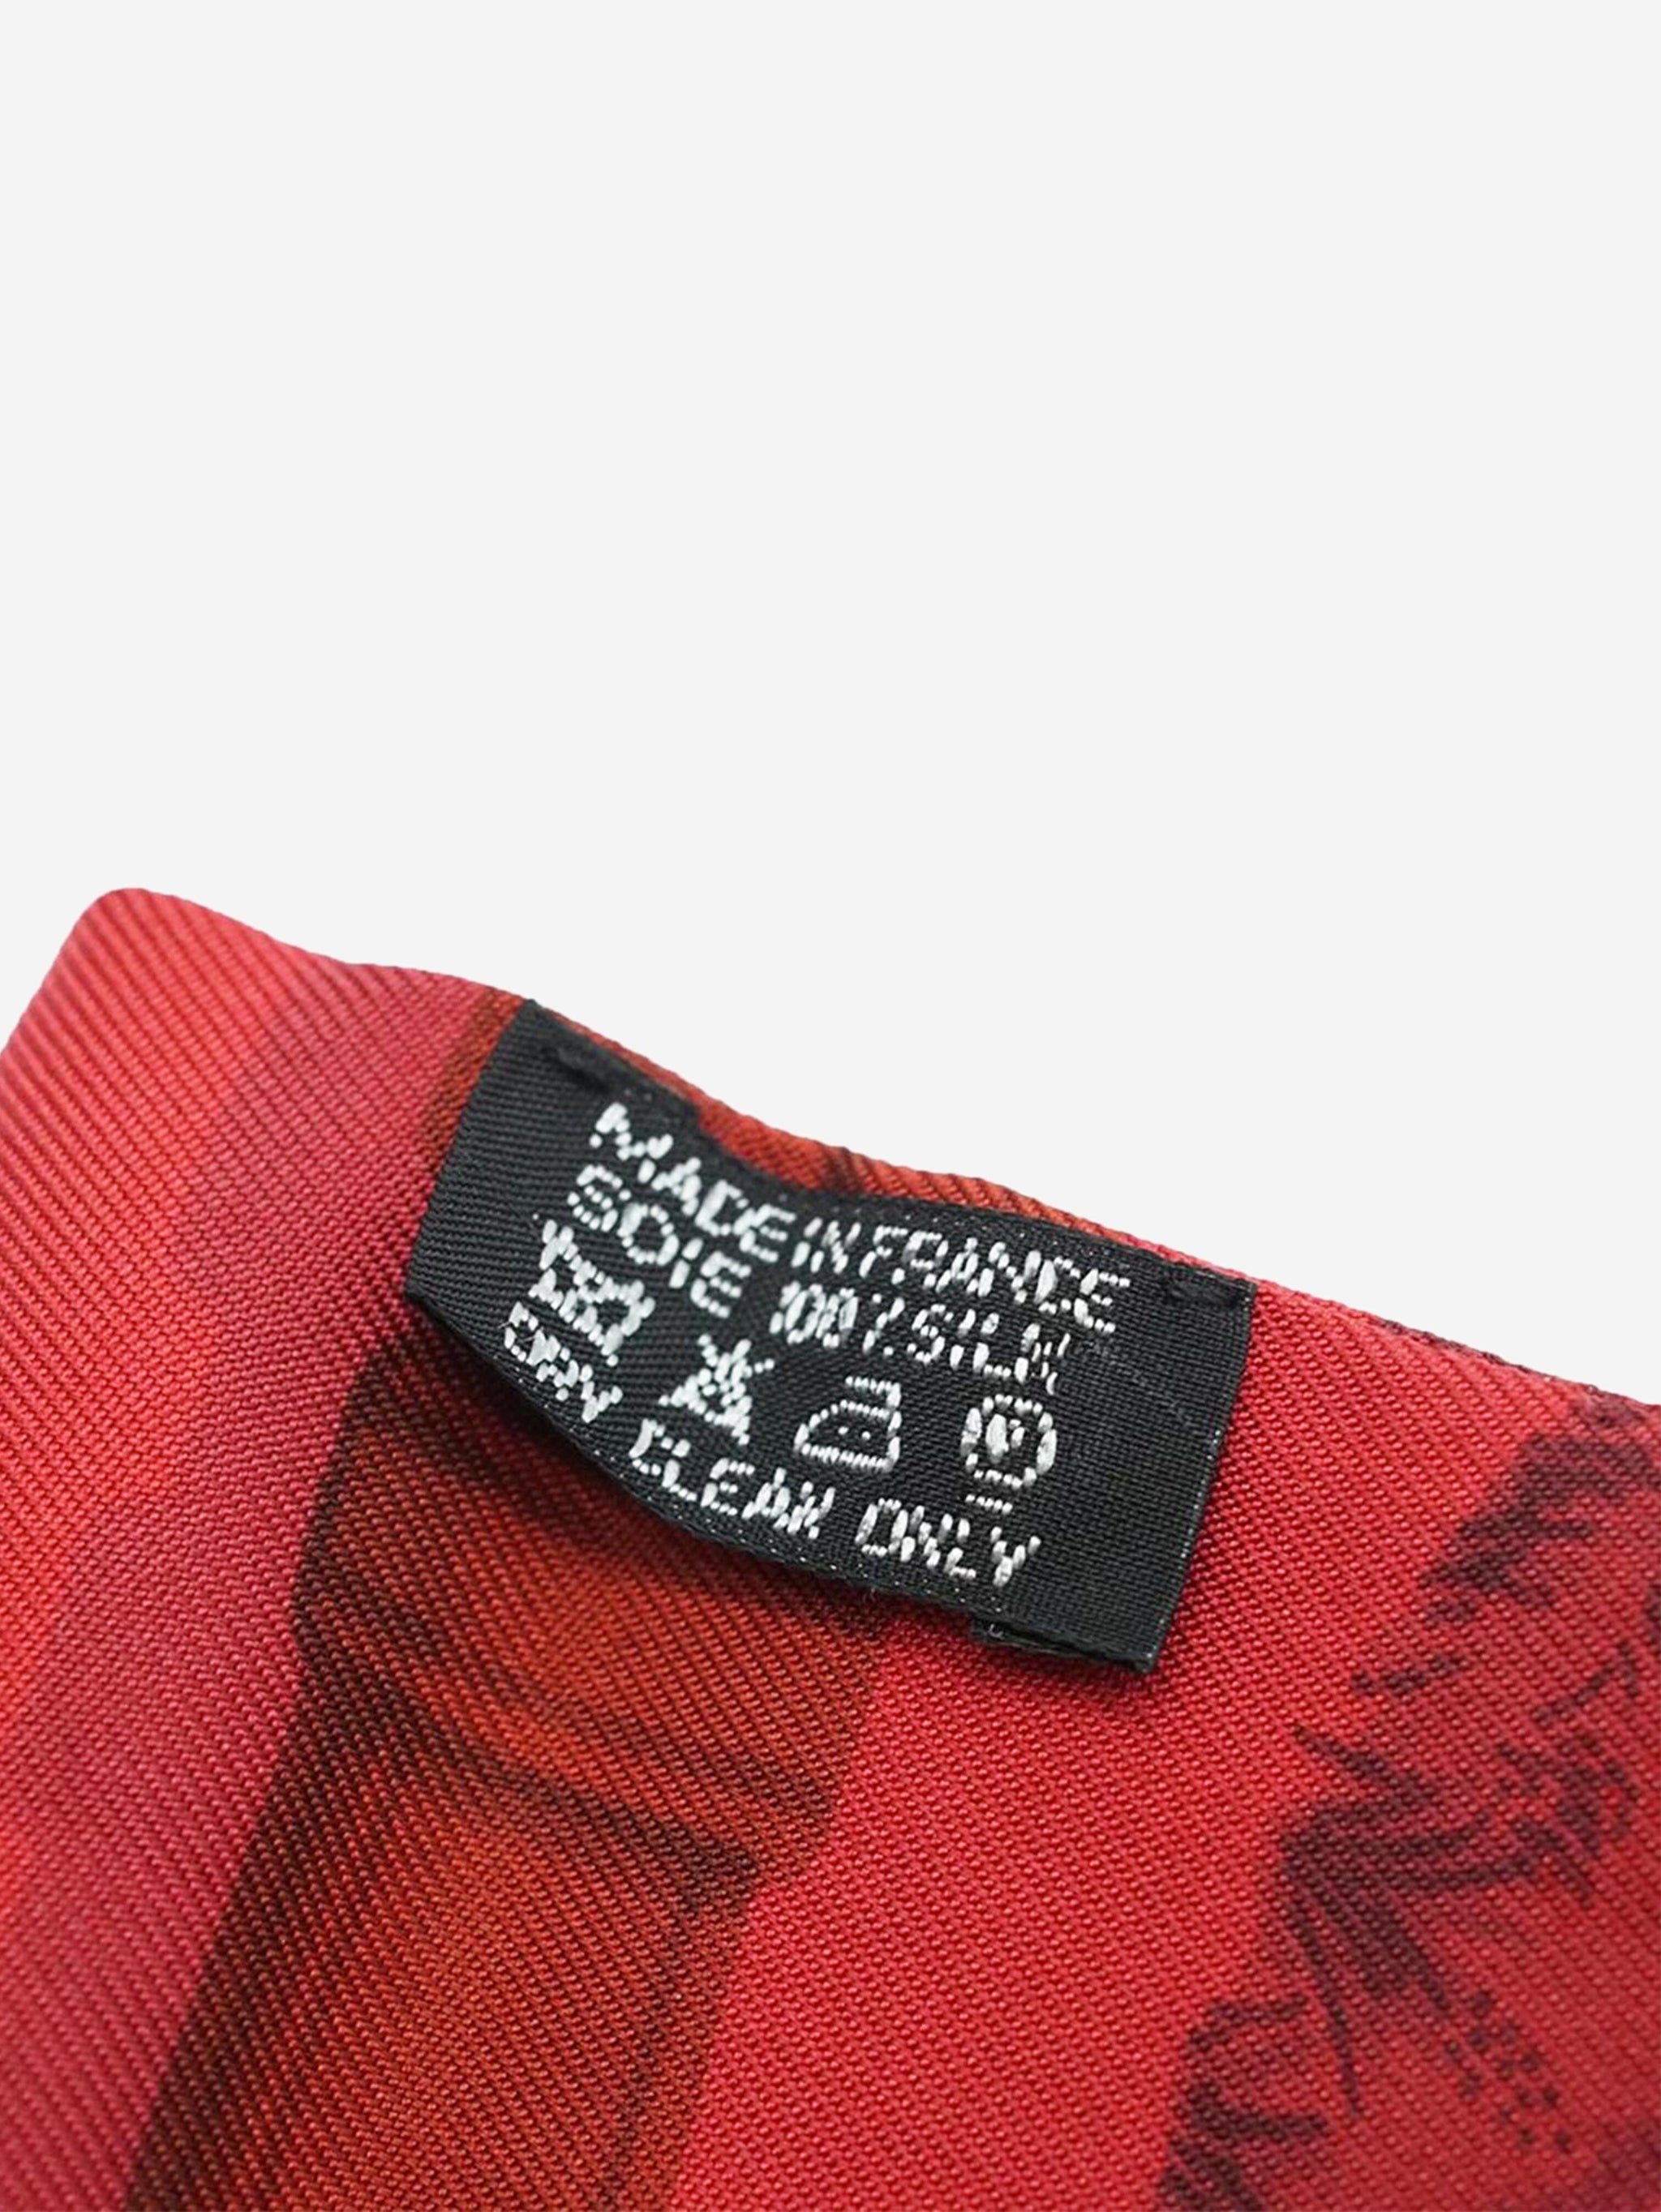 MADE IN FRANCE
SOIE 100% SILK
P
DRY CLEAN ONLY